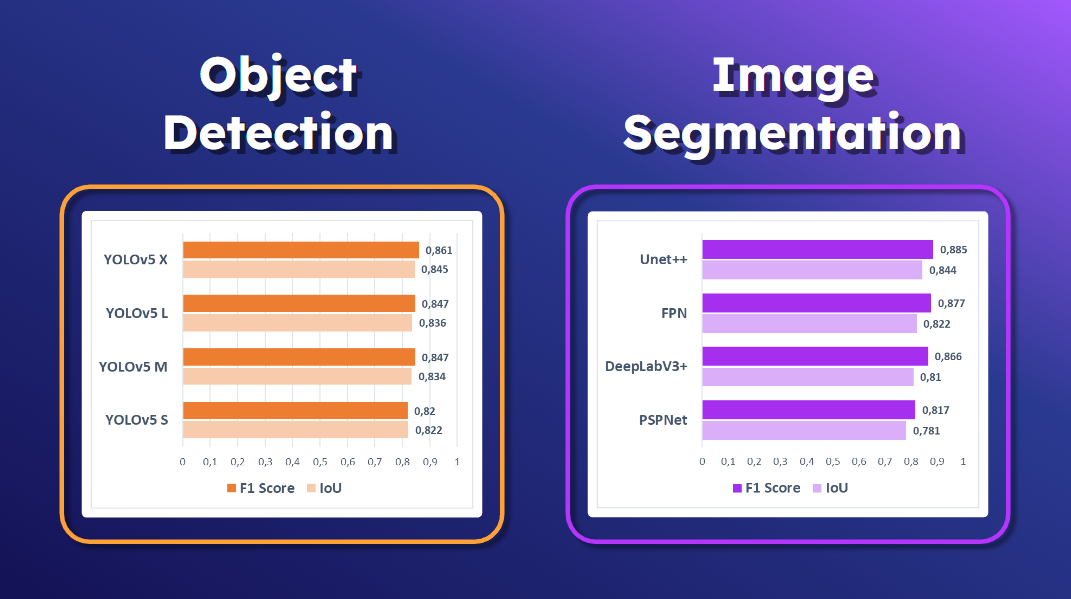 Object
Detection
YOLOv5 X
0,861
0,845
YOLOv5 L
0,847
0,836
YOLOv5 M
0,847
0,834
YOLOv5 S
0,82
0,822
0 0,1 0,2 0,3 0,4 0,5 0,6 0,7 0,8 0,9 1
F1 Score IoU
Image
Segmentation
Unet++
0,885
0,844
FPN
0,877
0,822
DeepLabV3+
0,866
0,81
PSPNet
0,817
0,781
0 0,1 0,2 0,3 0,4 0,5 0,6 0,7 0,8 0,9 1
F1 Score IoU